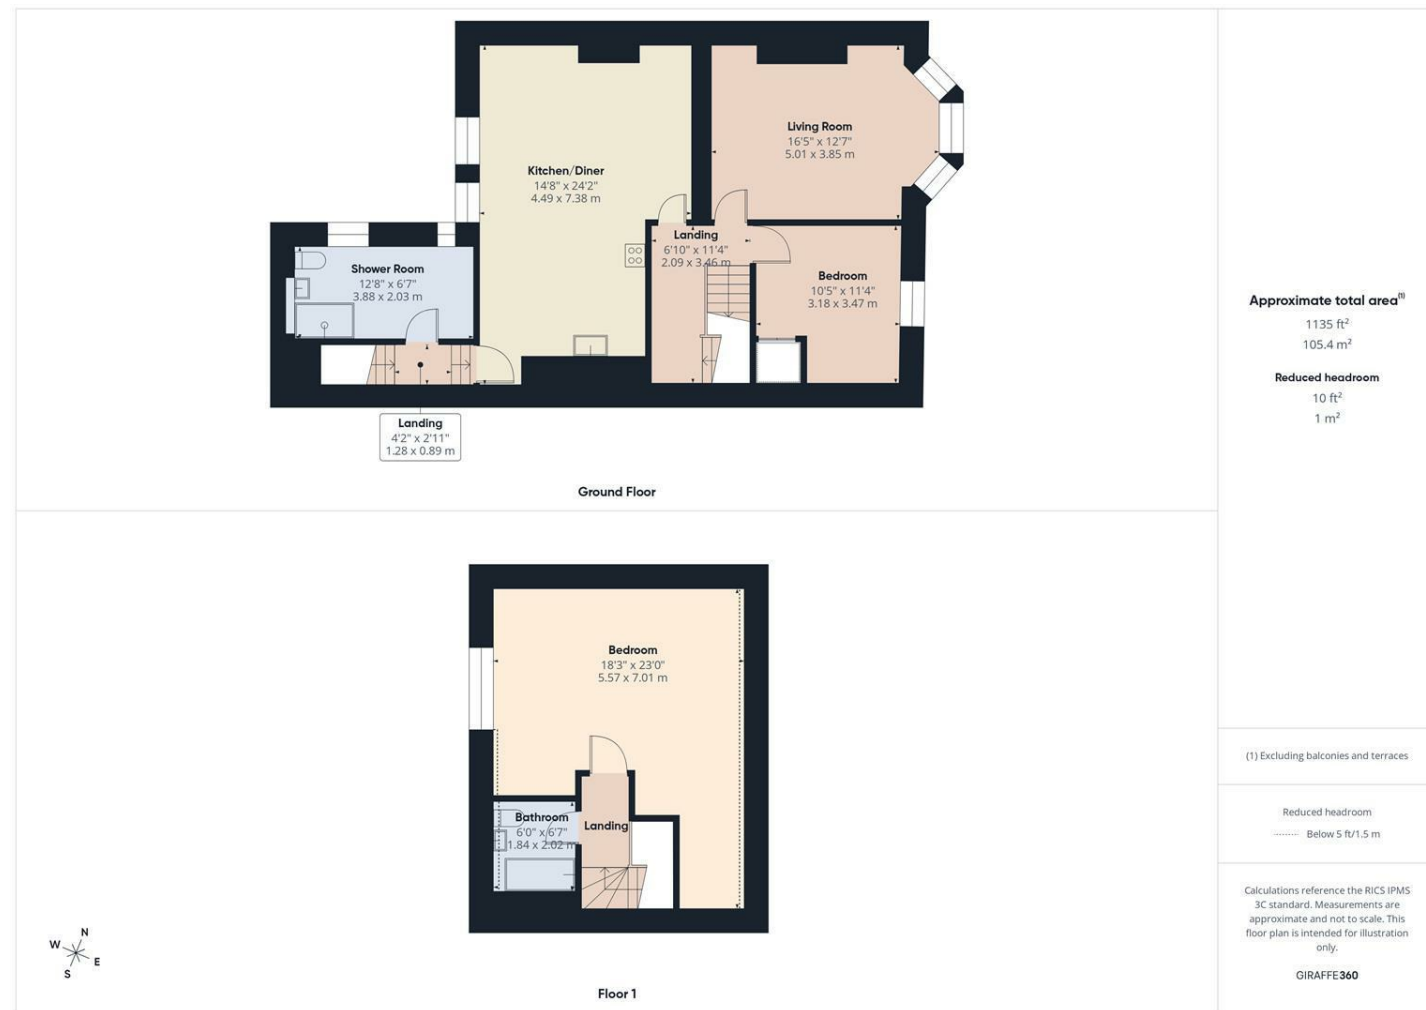 Kitchen/Diner
14'8" x 24'2"
4.49 x 7.38 m
Living Room
16'5" x 12'7"
5.01 x 3.85 m
Landing
6'10" x 11'4"
2.09 x 3.46 m
Bedroom
10'5" x 11'4"
3.18 x 3.47 m
Shower Room
12'8" x 6'7"
3.88 x 2.03 m
Landing
4'2" x 2'11"
1.28 x 0.89 m
Ground Floor
Bedroom
18'3" x 23'0"
5.57 x 7.01 m
Bathroom
6'0" x 6'7"
1.84 x 2.02 m
Landing
N
W
E
S
Floor 1
Approximate total area(1)
1135 ft²
105.4 m²
Reduced headroom
10 ft²
1 m²
(1) Excluding balconies and terraces
Reduced headroom
Below 5 ft/1.5 m
Calculations reference the RICS IPMS
3C standard. Measurements are
approximate and not to scale. This
floor plan is intended for illustration
only.
GIRAFFE360